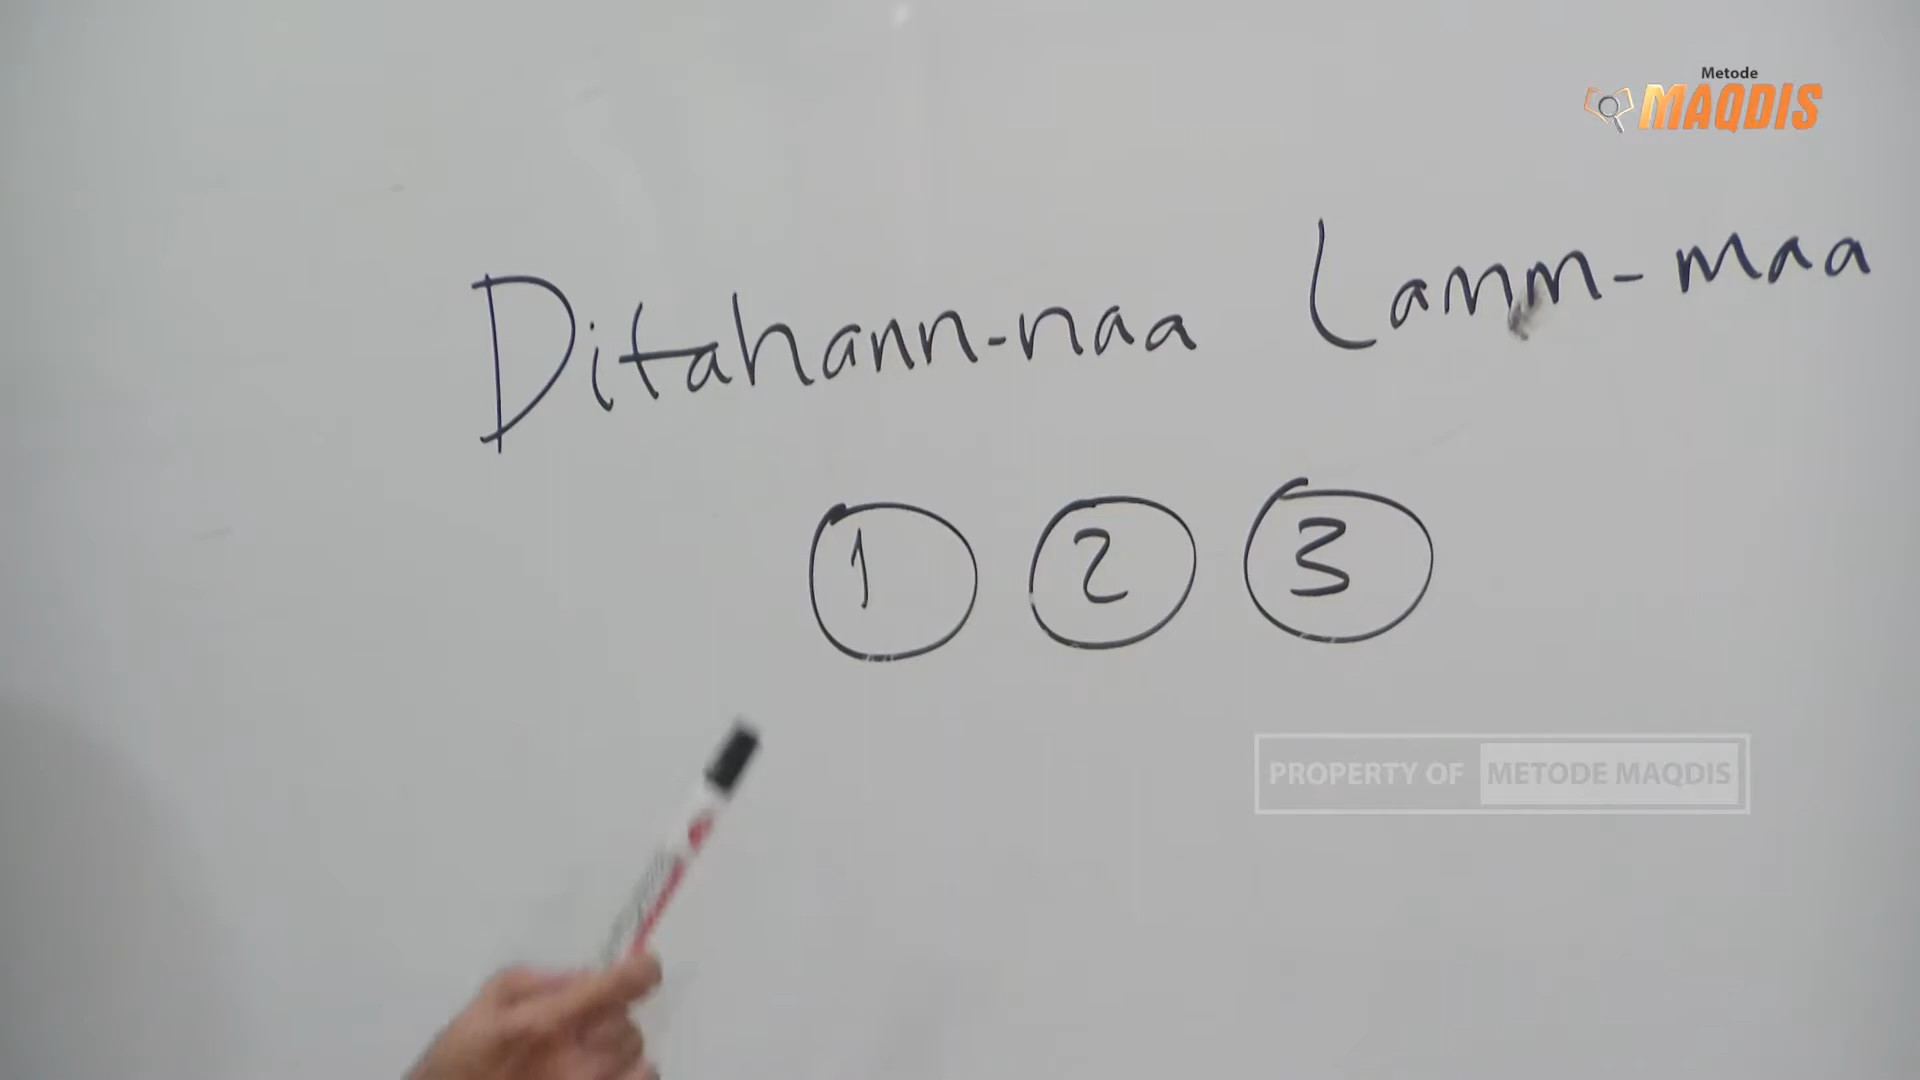 Metode
MAQDIS
Ditahann-naa Lamm-maa
1 2 3
PROPERTY OF METODE MAQDIS